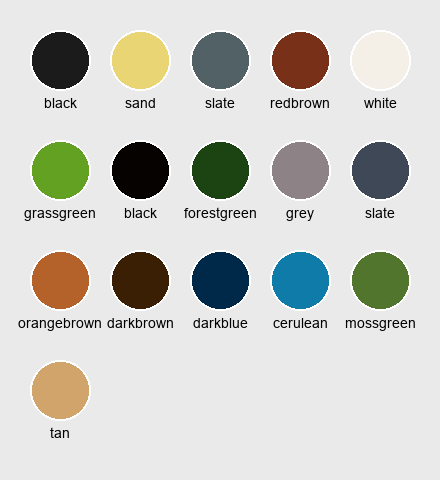 black sand slate redbrown white
grassgreen black forestgreen grey slate
orangebrown darkbrown darkblue cerulean mossgreen
tan